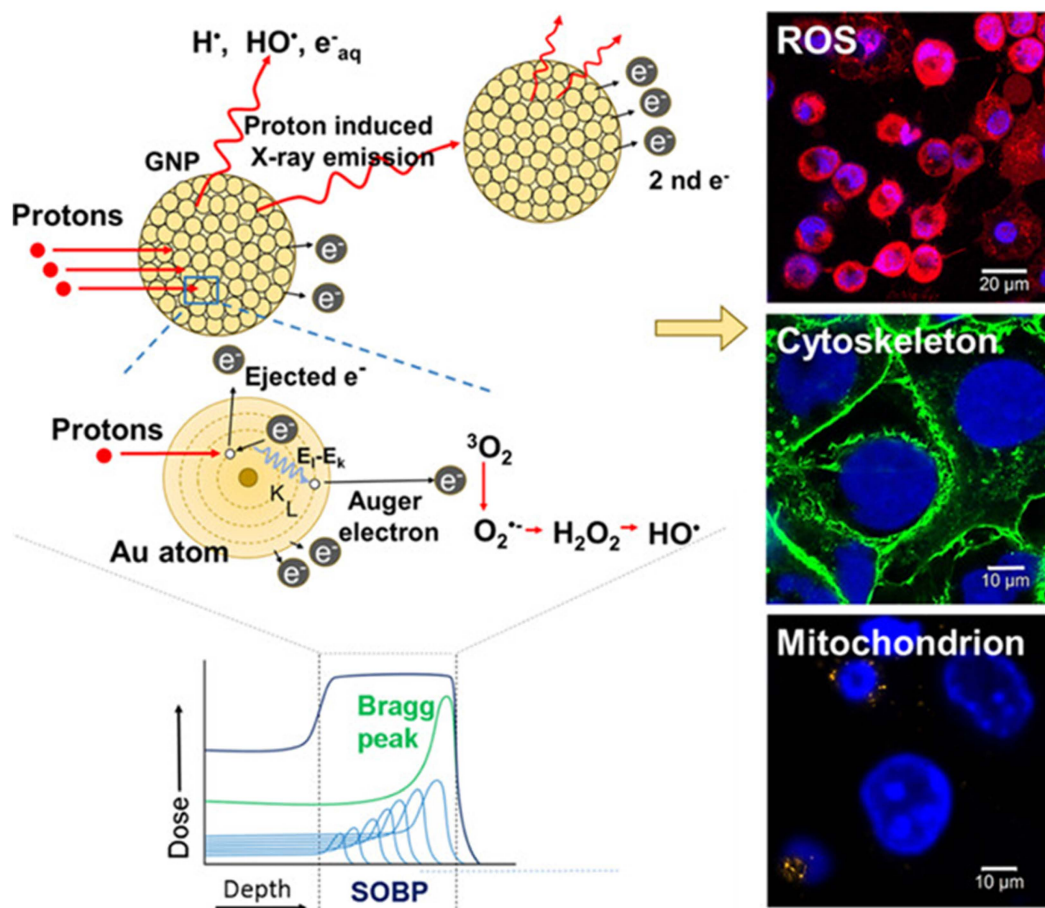 H•, HO•, e⁻aq
GNP
Proton induced
X-ray emission
Protons
e⁻
e⁻
e⁻
e⁻
e⁻
2 nd e⁻
e⁻
Ejected e⁻
Protons
e⁻
Eₗ-Eₖ
K
L
e⁻
Auger
electron
Au atom
e⁻
e⁻
³O₂
O₂•⁻
H₂O₂
HO•
Dose
Bragg
peak
Depth
SOBP
ROS
20 µm
Cytoskeleton
10 µm
Mitochondrion
10 µm